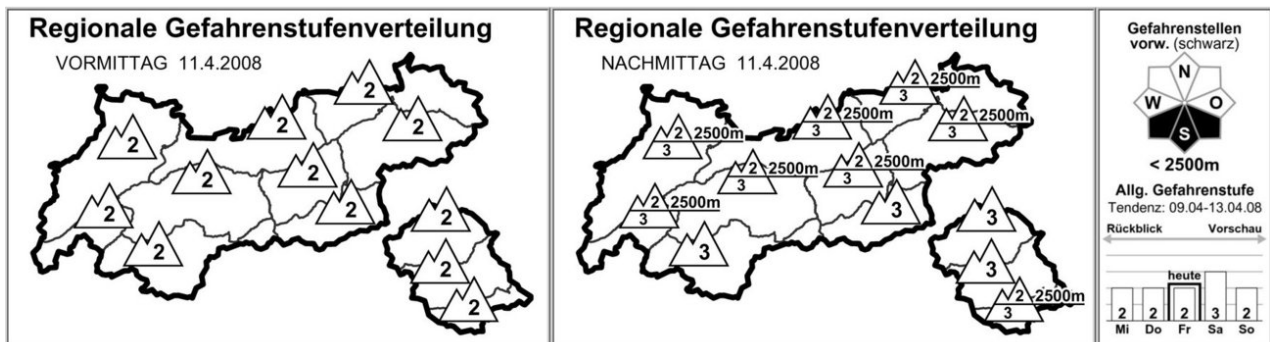 Regionale Gefahrenstufenverteilung
VORMITTAG 11.4.2008
2
2
2
2
2
2
2
2
2
2
2
2
Regionale Gefahrenstufenverteilung
NACHMITTAG 11.4.2008
2 2500m
3
2 2500m
3
2 2500m
3
2 2500m
3
2 2500m
3
2 2500m
3
2 2500m
3
3
3
3
3
2 2500m
3
Gefahrenstellen
vorw. (schwarz)
N
W O
S
< 2500m
Allg. Gefahrenstufe
Tendenz: 09.04-13.04.08
Rückblick Vorschau
heute
2 2 2 3 2
Mi Do Fr Sa So